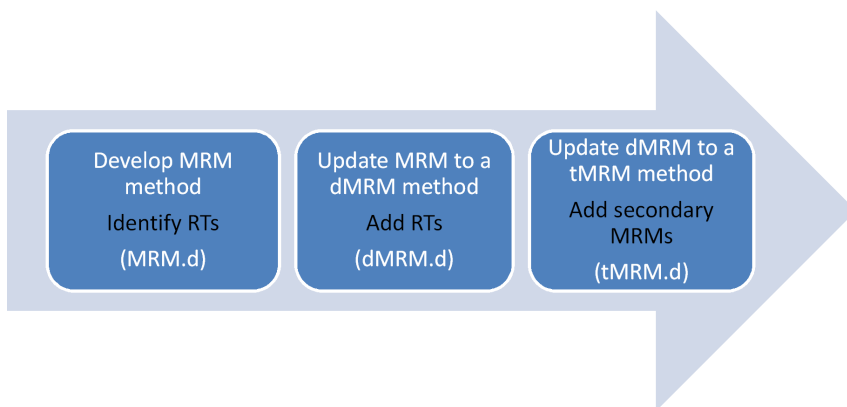 Develop MRM
method
Identify RTs
(MRM.d)
Update MRM to a
dMRM method
Add RTs
(dMRM.d)
Update dMRM to a
tMRM method
Add secondary
MRMs
(tMRM.d)